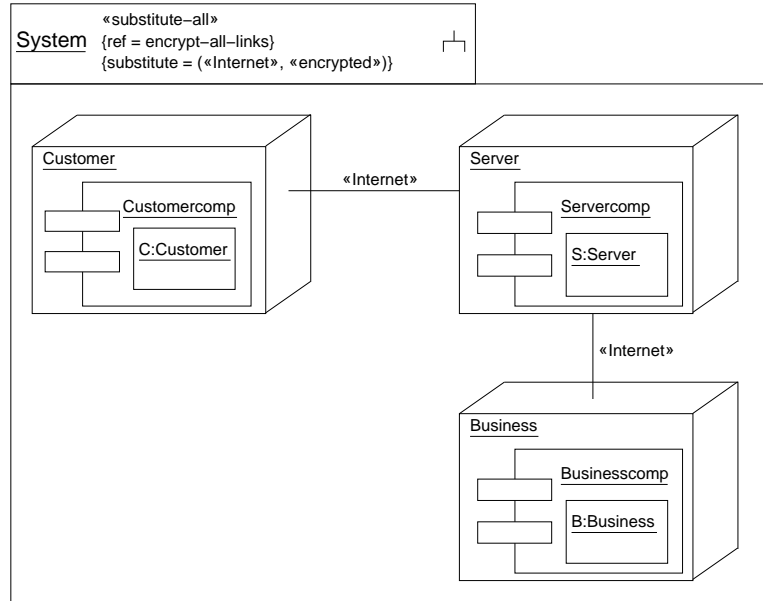 «substitute–all»
System {ref = encrypt–all–links}
{substitute = («Internet», «encrypted»)}
Customer
Customercomp
C:Customer
«Internet»
Server
Servercomp
S:Server
«Internet»
Business
Businesscomp
B:Business